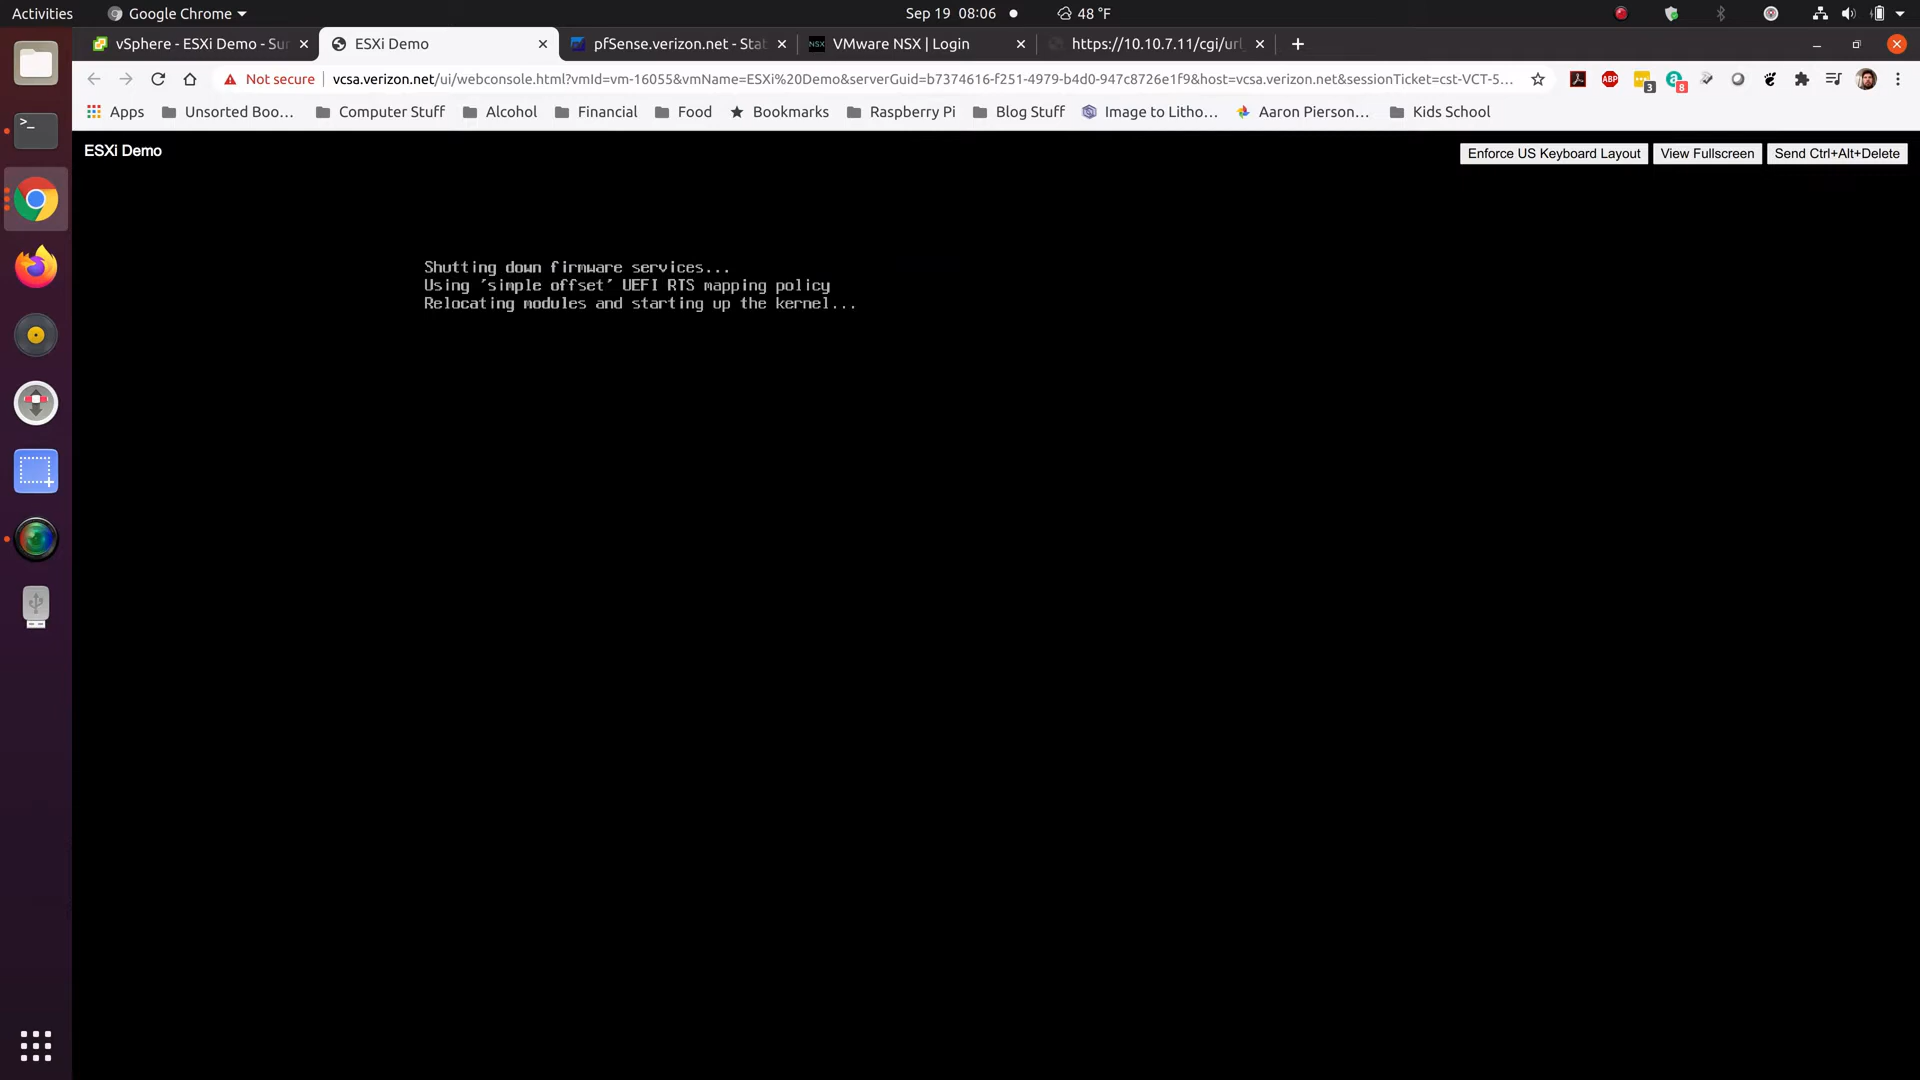 Activities
Google Chrome
Sep 19 08:06
48 °F
vSphere - ESXi Demo - Sur
ESXi Demo
pfSense.verizon.net - Stat
VMware NSX | Login
https://10.10.7.11/cgi/url_
Not secure
vcsa.verizon.net/ui/webconsole.html?vmId=vm-16055&vmName=ESXi%20Demo&serverGuid=b7374616-f251-4979-b4d0-947c8726e1f9&host=vcsa.verizon.net&sessionTicket=cst-VCT-5...
ABP
3
8
Apps
Unsorted Boo...
Computer Stuff
Alcohol
Financial
Food
Bookmarks
Raspberry Pi
Blog Stuff
Image to Litho...
Aaron Pierson...
Kids School
ESXi Demo
Enforce US Keyboard Layout
View Fullscreen
Send Ctrl+Alt+Delete
Shutting down firmware services...
Using 'simple offset' UEFI RTS mapping policy
Relocating modules and starting up the kernel...